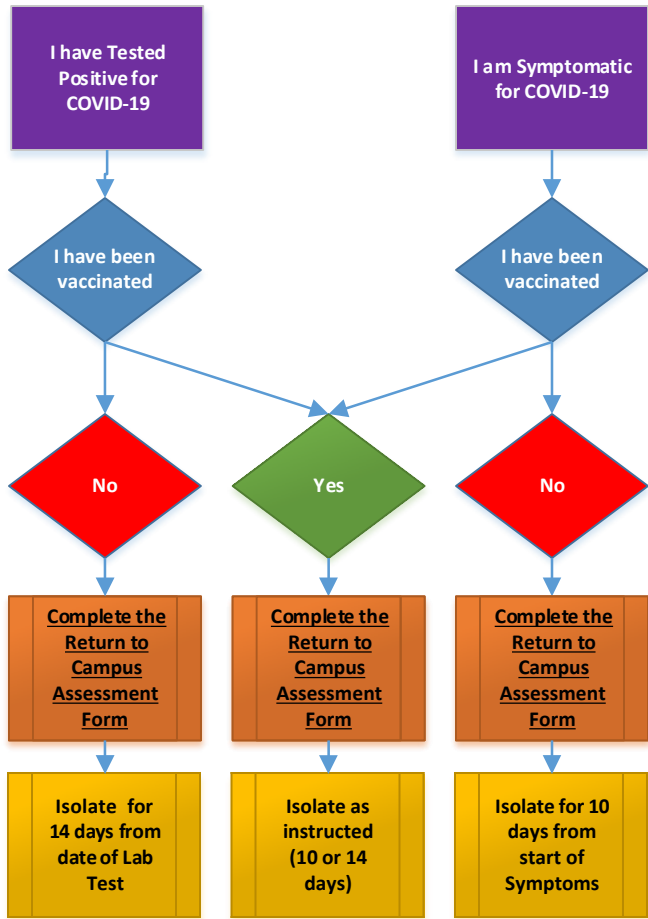 I have Tested
Positive for
COVID-19
I am Symptomatic
for COVID-19
I have been
vaccinated
I have been
vaccinated
No
Yes
No
Complete the
Return to
Campus
Assessment
Form
Complete the
Return to
Campus
Assessment
Form
Complete the
Return to
Campus
Assessment
Form
Isolate for
14 days from
date of Lab
Test
Isolate as
instructed
(10 or 14
days)
Isolate for 10
days from
start of
Symptoms